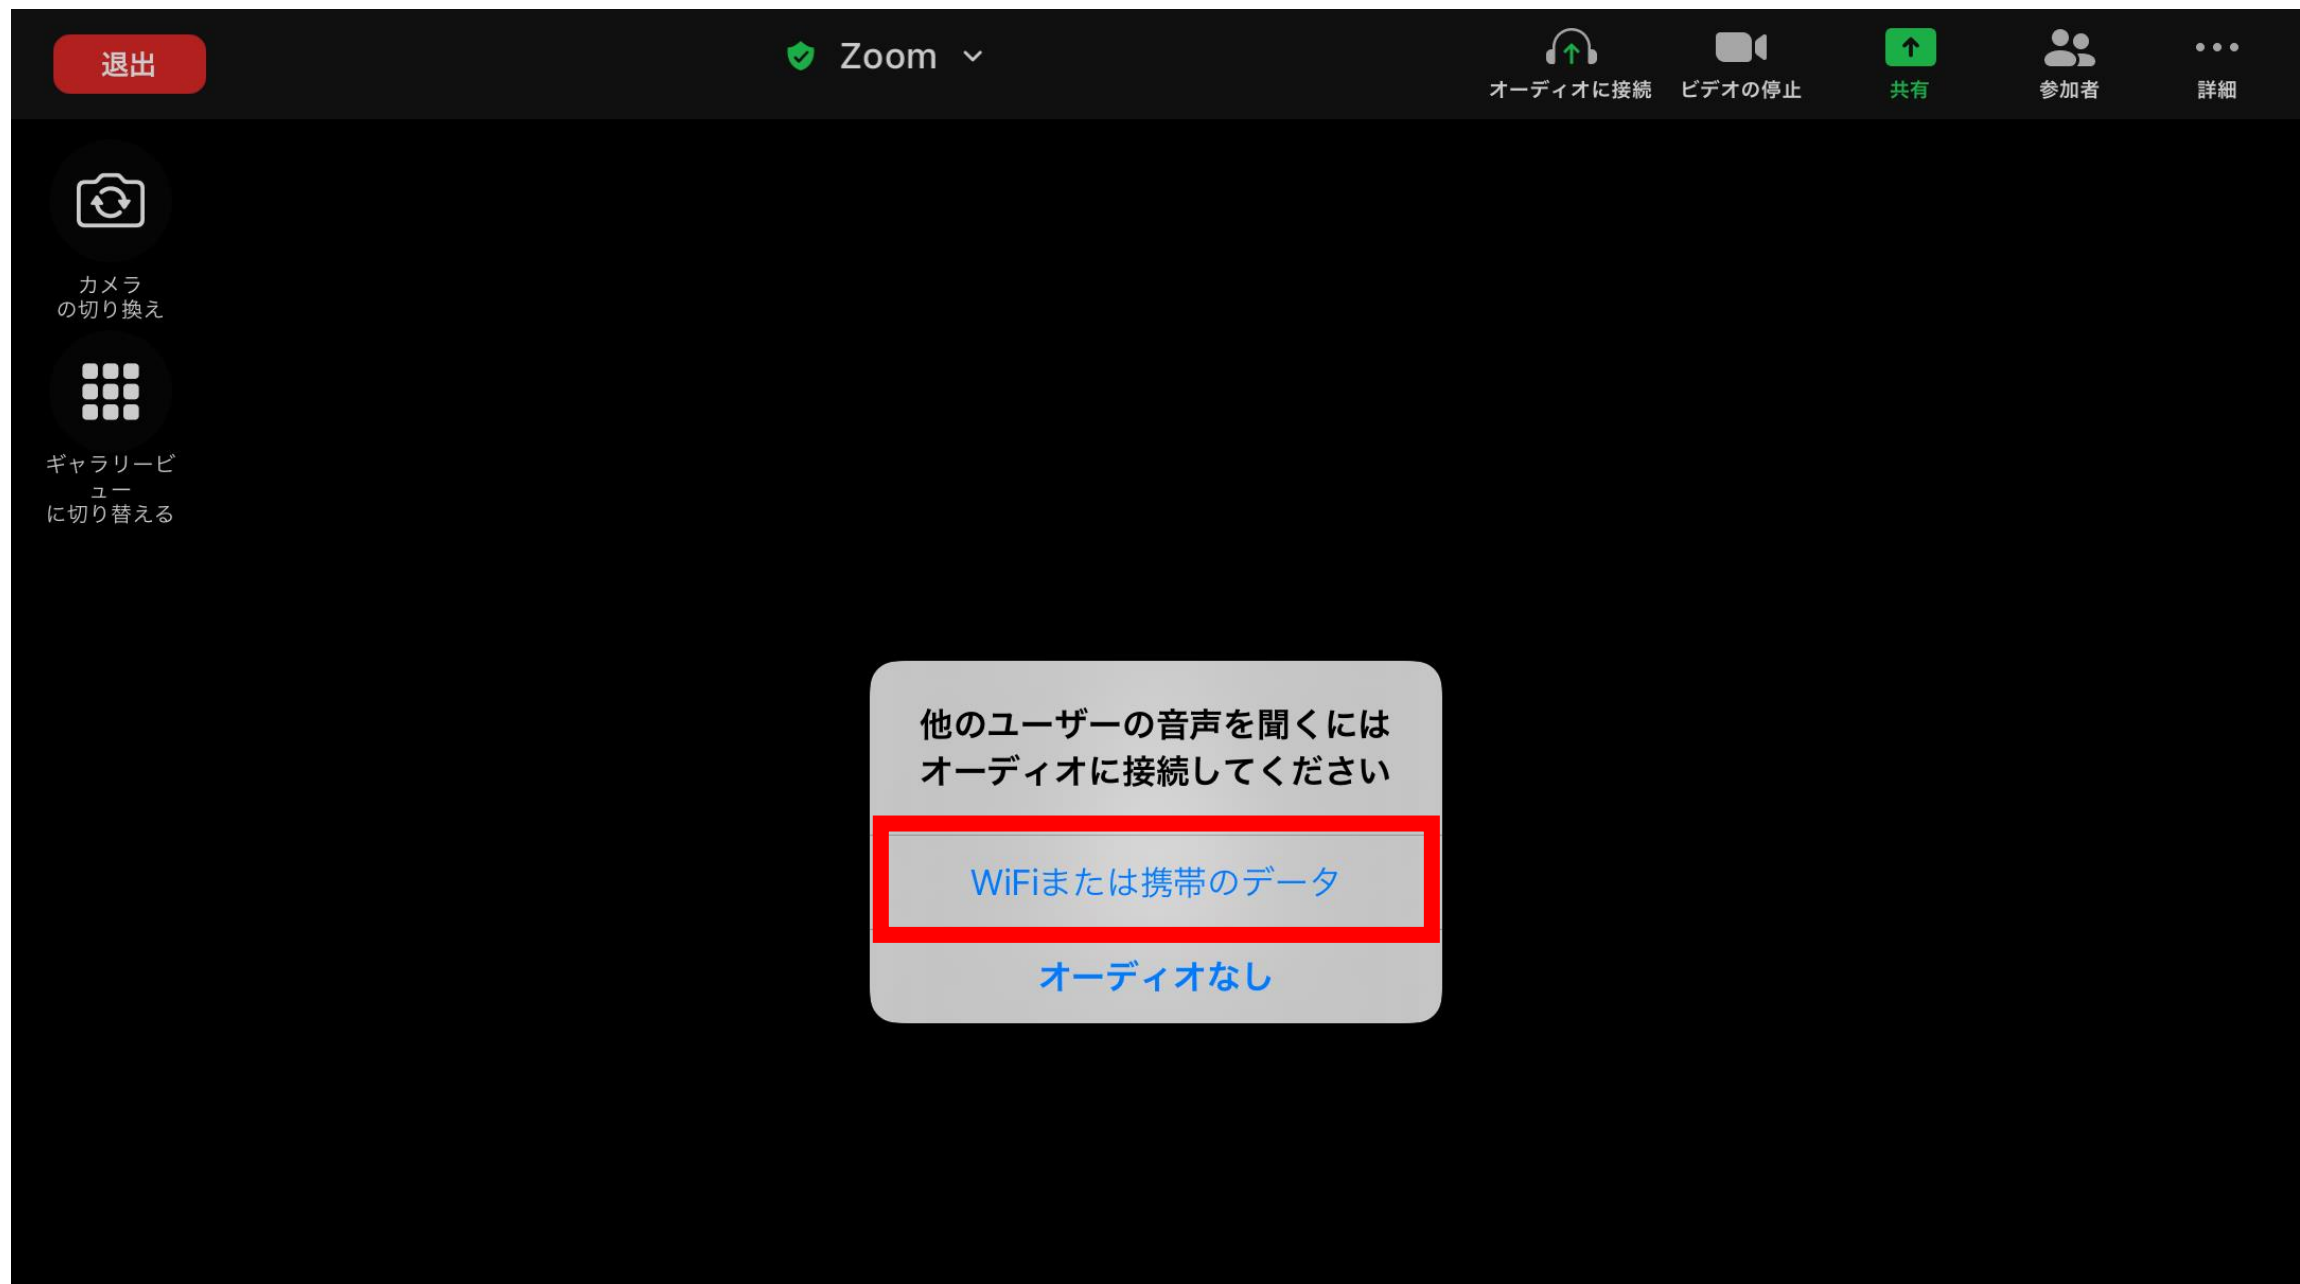 退出
Zoom
オーディオに接続
ビデオの停止
共有
参加者
詳細
カメラ
の切り換え
ギャラリービ
ュー
に切り替える
他のユーザーの音声を聞くには
オーディオに接続してください
WiFiまたは携帯のデータ
オーディオなし